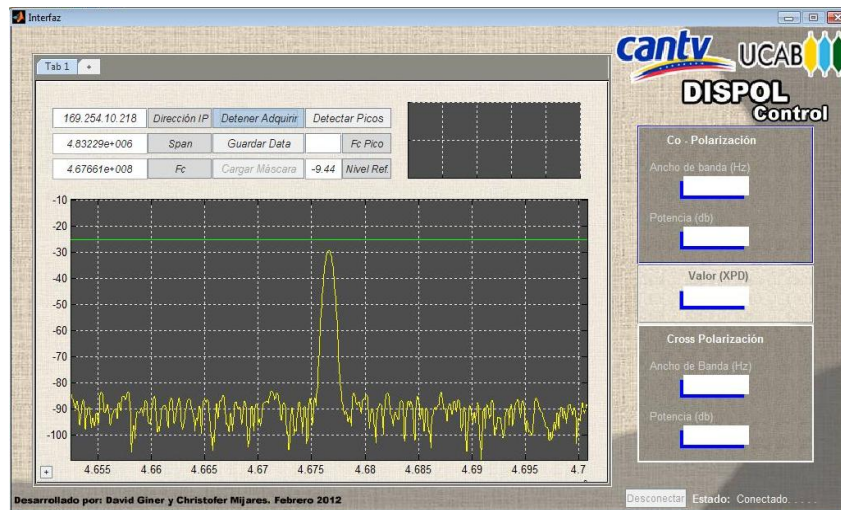 Interfaz
cantv UCAB
DISPOL
Control
Tab 1 +
169.254.10.218 Dirección IP Detener Adquirir Detectar Picos
4.83229e+006 Span Guardar Data Fc Pico
4.67661e+008 Fc Cargar Máscara -9.44 Nivel Ref.
-10
-20
-30
-40
-50
-60
-70
-80
-90
-100
4.655 4.66 4.665 4.67 4.675 4.68 4.685 4.69 4.695 4.7
+
Co - Polarización
Ancho de banda (Hz)
Potencia (db)
Valor (XPD)
Cross Polarización
Ancho de Banda (Hz)
Potencia (db)
Desarrollado por: David Giner y Christofer Mijares. Febrero 2012
Desconectar Estado: Conectado. . . . .